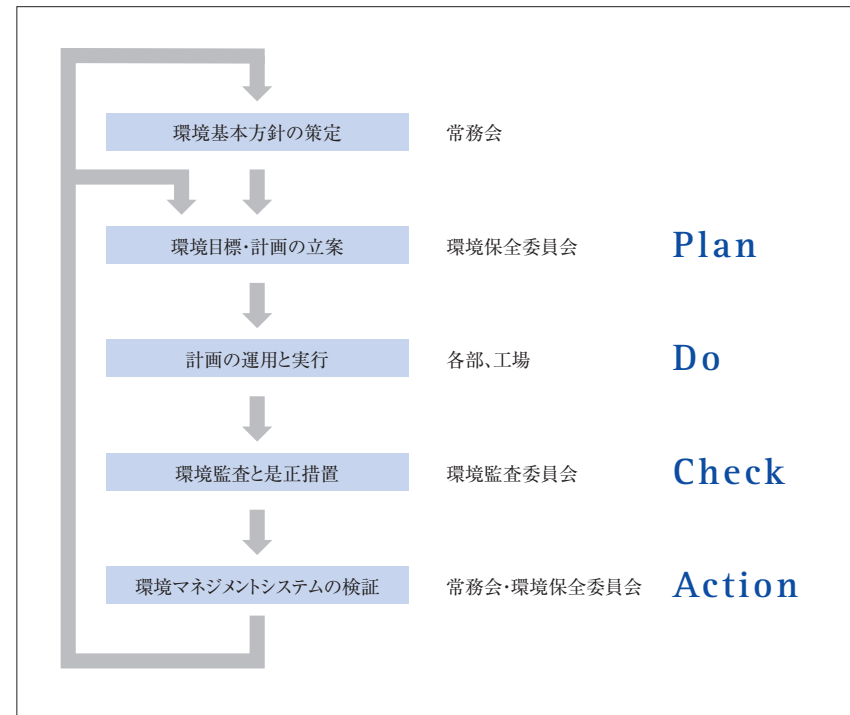 環境基本方針の策定 常務会
環境目標・計画の立案 環境保全委員会 Plan
計画の運用と実行 各部、工場 Do
環境監査と是正措置 環境監査委員会 Check
環境マネジメントシステムの検証 常務会・環境保全委員会 Action